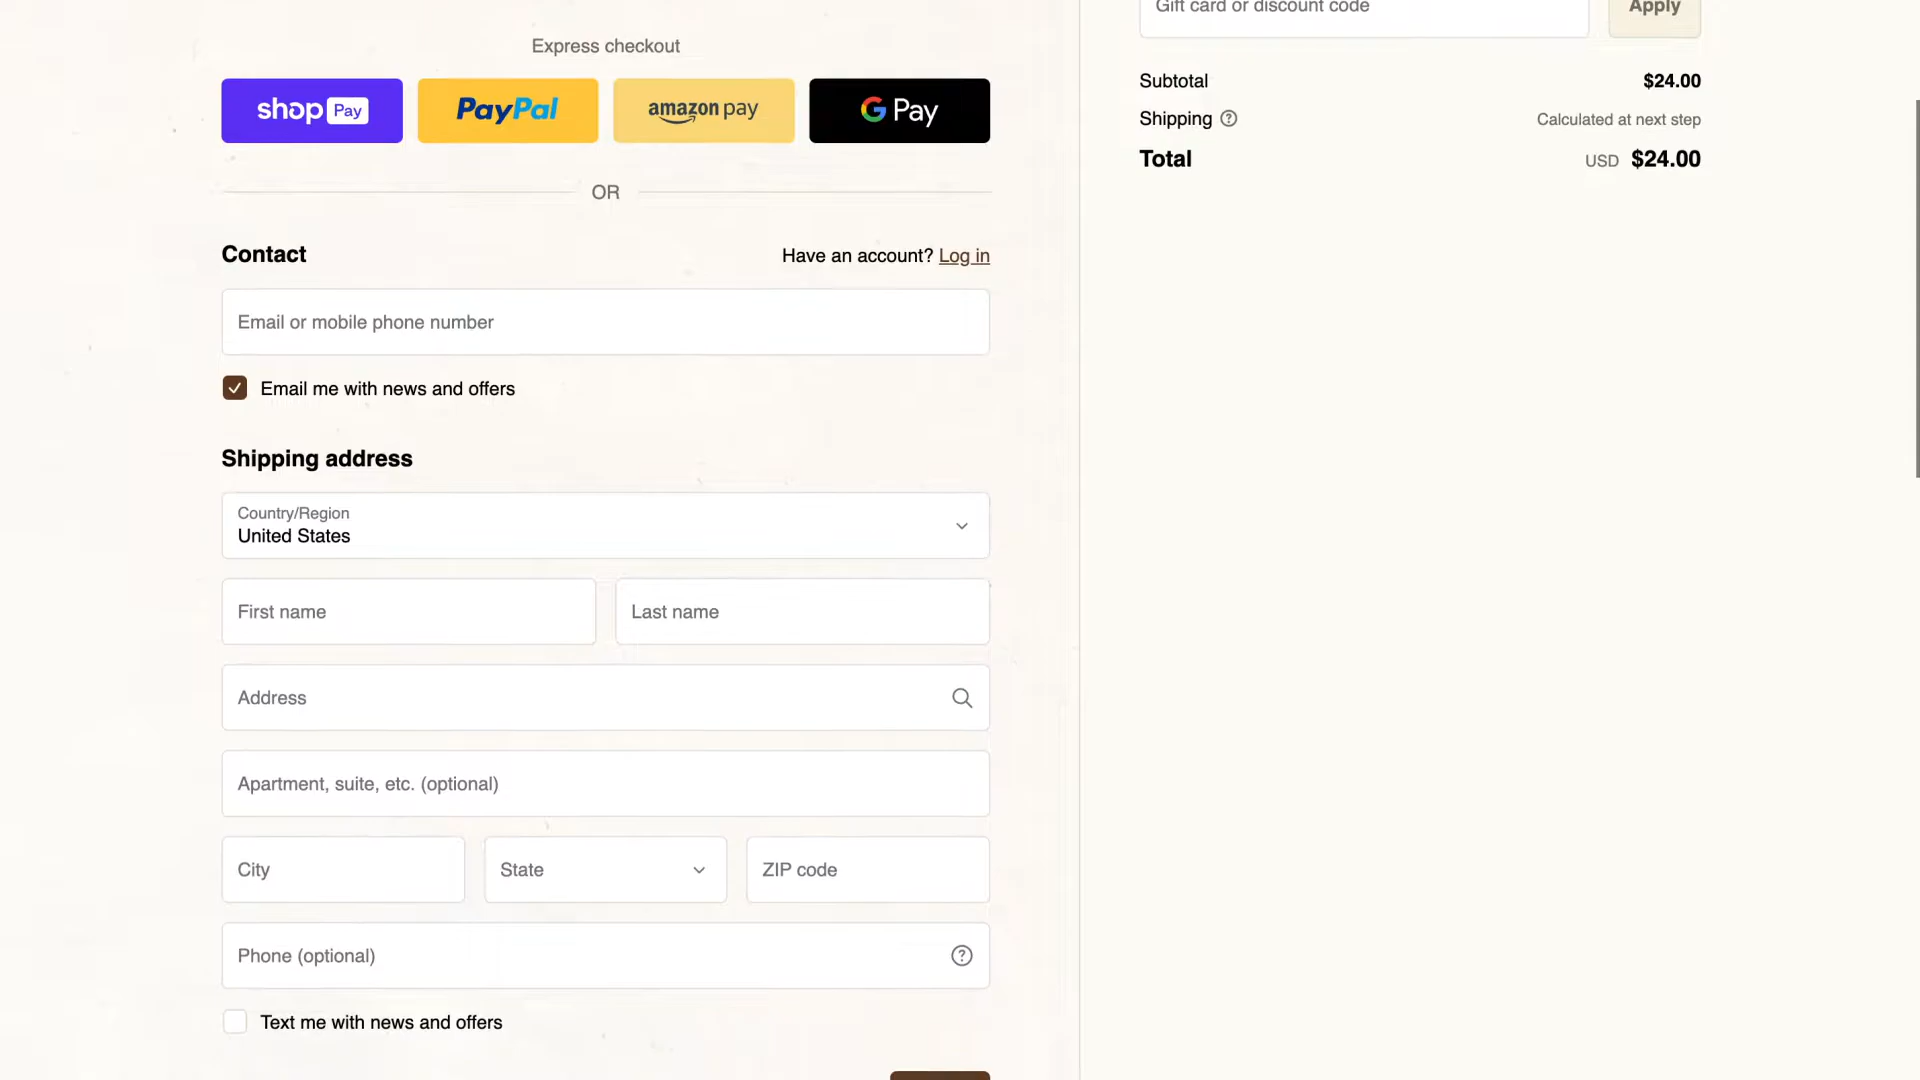 Gift card or discount code
Apply
Express checkout
shop Pay
PayPal
amazon pay
G Pay
Subtotal $24.00
Shipping Calculated at next step
Total USD $24.00
OR
Contact
Have an account? Log in
Email or mobile phone number
Email me with news and offers
Shipping address
Country/Region
United States
First name
Last name
Address
Apartment, suite, etc. (optional)
City
State
ZIP code
Phone (optional)
Text me with news and offers